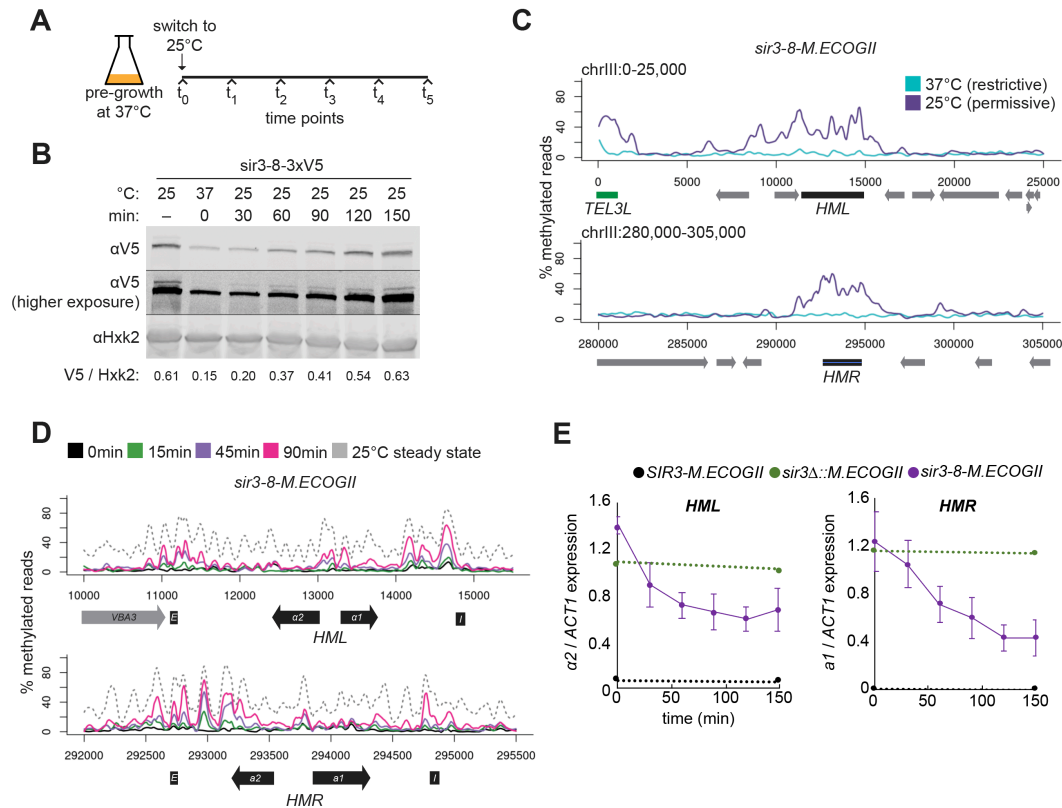 A
switch to
25°C
pre-growth
at 37°C
t0 t1 t2 t3 t4 t5
time points
B
sir3-8-3xV5
°C: 25 37 25 25 25 25 25
min: – 0 30 60 90 120 150
αV5
αV5
(higher exposure)
αHxk2
V5 / Hxk2: 0.61 0.15 0.20 0.37 0.41 0.54 0.63
C
sir3-8-M.ECOGII
chrIII:0-25,000
37°C (restrictive)
25°C (permissive)
% methylated reads
80
40
0
0 5000 10000 15000 20000 25000
TEL3L HML
chrIII:280,000-305,000
80
40
0
280000 285000 290000 295000 300000 305000
HMR
D
0min 15min 45min 90min 25°C steady state
sir3-8-M.ECOGII
% methylated reads
80
40
0
10000 11000 12000 13000 14000 15000
VBA3 E α2 α1 I
HML
80
40
0
292000 292500 293000 293500 294000 294500 295000 295500
E a2 a1 I
HMR
E
SIR3-M.ECOGII sir3Δ::M.ECOGII sir3-8-M.ECOGII
HML
α2 / ACT1 expression
1.6
1.2
0.8
0.4
0
0 50 100 150
time (min)
HMR
a1 / ACT1 expression
1.6
1.2
0.8
0.4
0
0 50 100 150